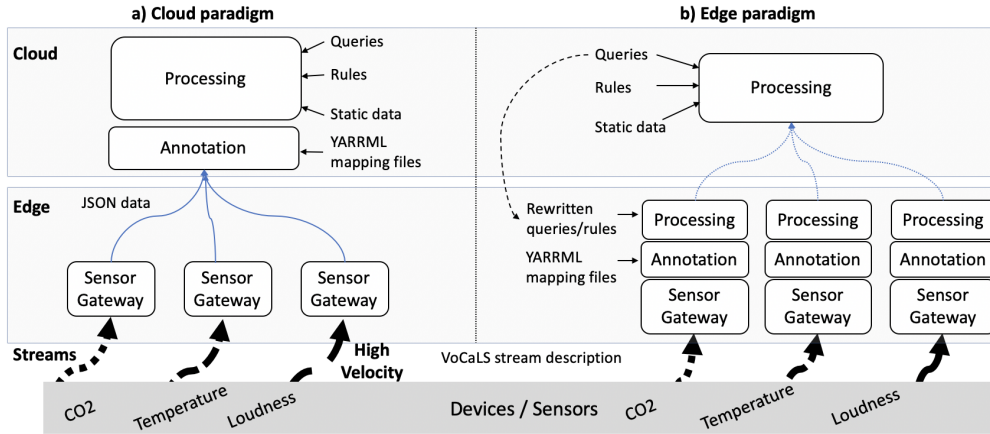 a) Cloud paradigm
b) Edge paradigm
Cloud
Processing
Queries
Rules
Static data
Annotation
YARRML
mapping files
Queries
Rules
Static data
Processing
Edge
JSON data
Sensor
Gateway
Sensor
Gateway
Sensor
Gateway
Rewritten
queries/rules
YARRML
mapping files
Processing
Annotation
Sensor
Gateway
Processing
Annotation
Sensor
Gateway
Processing
Annotation
Sensor
Gateway
Streams
High
Velocity
VoCaLS stream description
CO2
Temperature
Loudness
Devices / Sensors
CO2
Temperature
Loudness